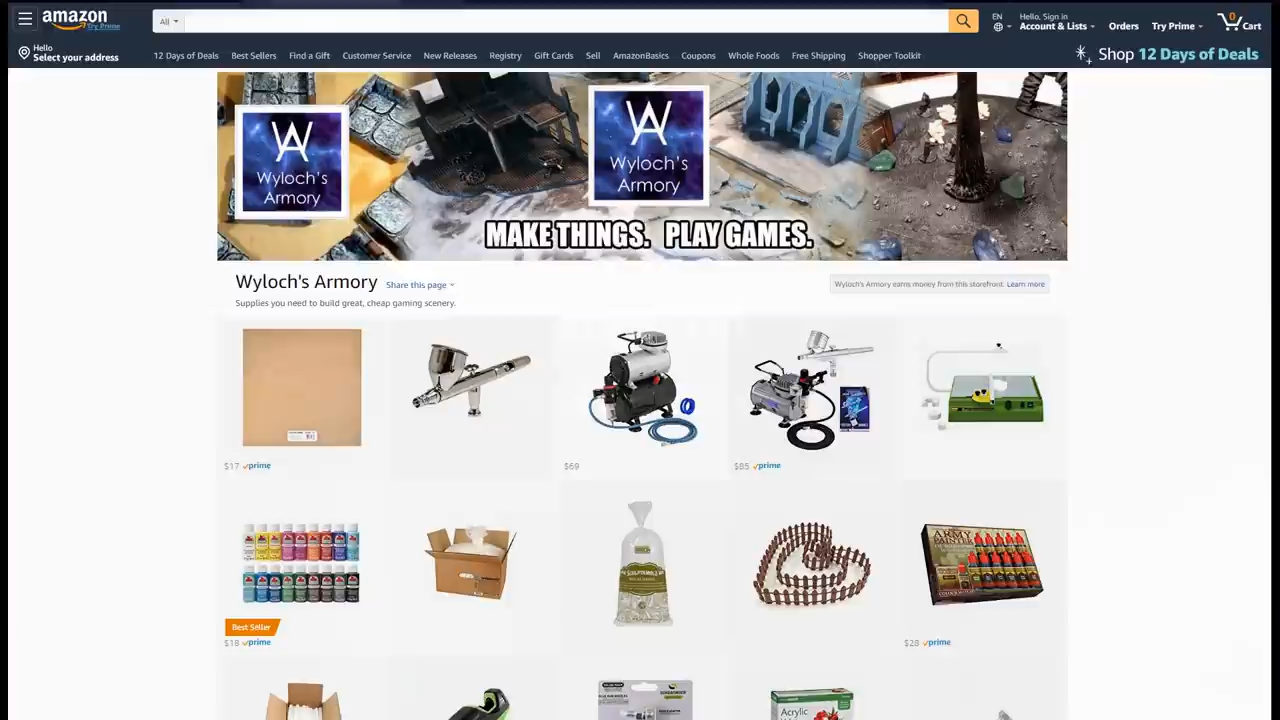 amazon
Try Prime
All
EN
Hello, Sign in
Account & Lists
Orders
Try Prime
0
Cart
Hello
Select your address
12 Days of Deals
Best Sellers
Find a Gift
Customer Service
New Releases
Registry
Gift Cards
Sell
AmazonBasics
Coupons
Whole Foods
Free Shipping
Shopper Toolkit
Shop 12 Days of Deals
Wyloch's
Armory
Wyloch's
Armory
MAKE THINGS. PLAY GAMES.
Wyloch's Armory
Share this page
Wyloch's Armory earns money from this storefront. Learn more
Supplies you need to build great, cheap gaming scenery.
$17 prime
$69
$85 prime
ARMY
PAINTER
Best Seller
$18 prime
$28 prime
Acrylic